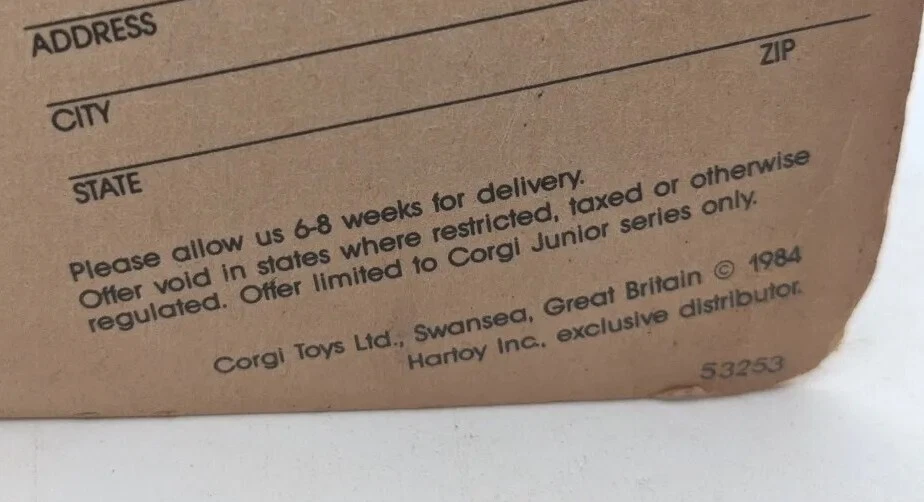 ADDRESS
CITY
ZIP
STATE
Please allow us 6-8 weeks for delivery.
Offer void in states where restricted, taxed or otherwise
regulated. Offer limited to Corgi Junior series only.
Corgi Toys Ltd., Swansea, Great Britain © 1984
Hartoy Inc., exclusive distributor.
53253